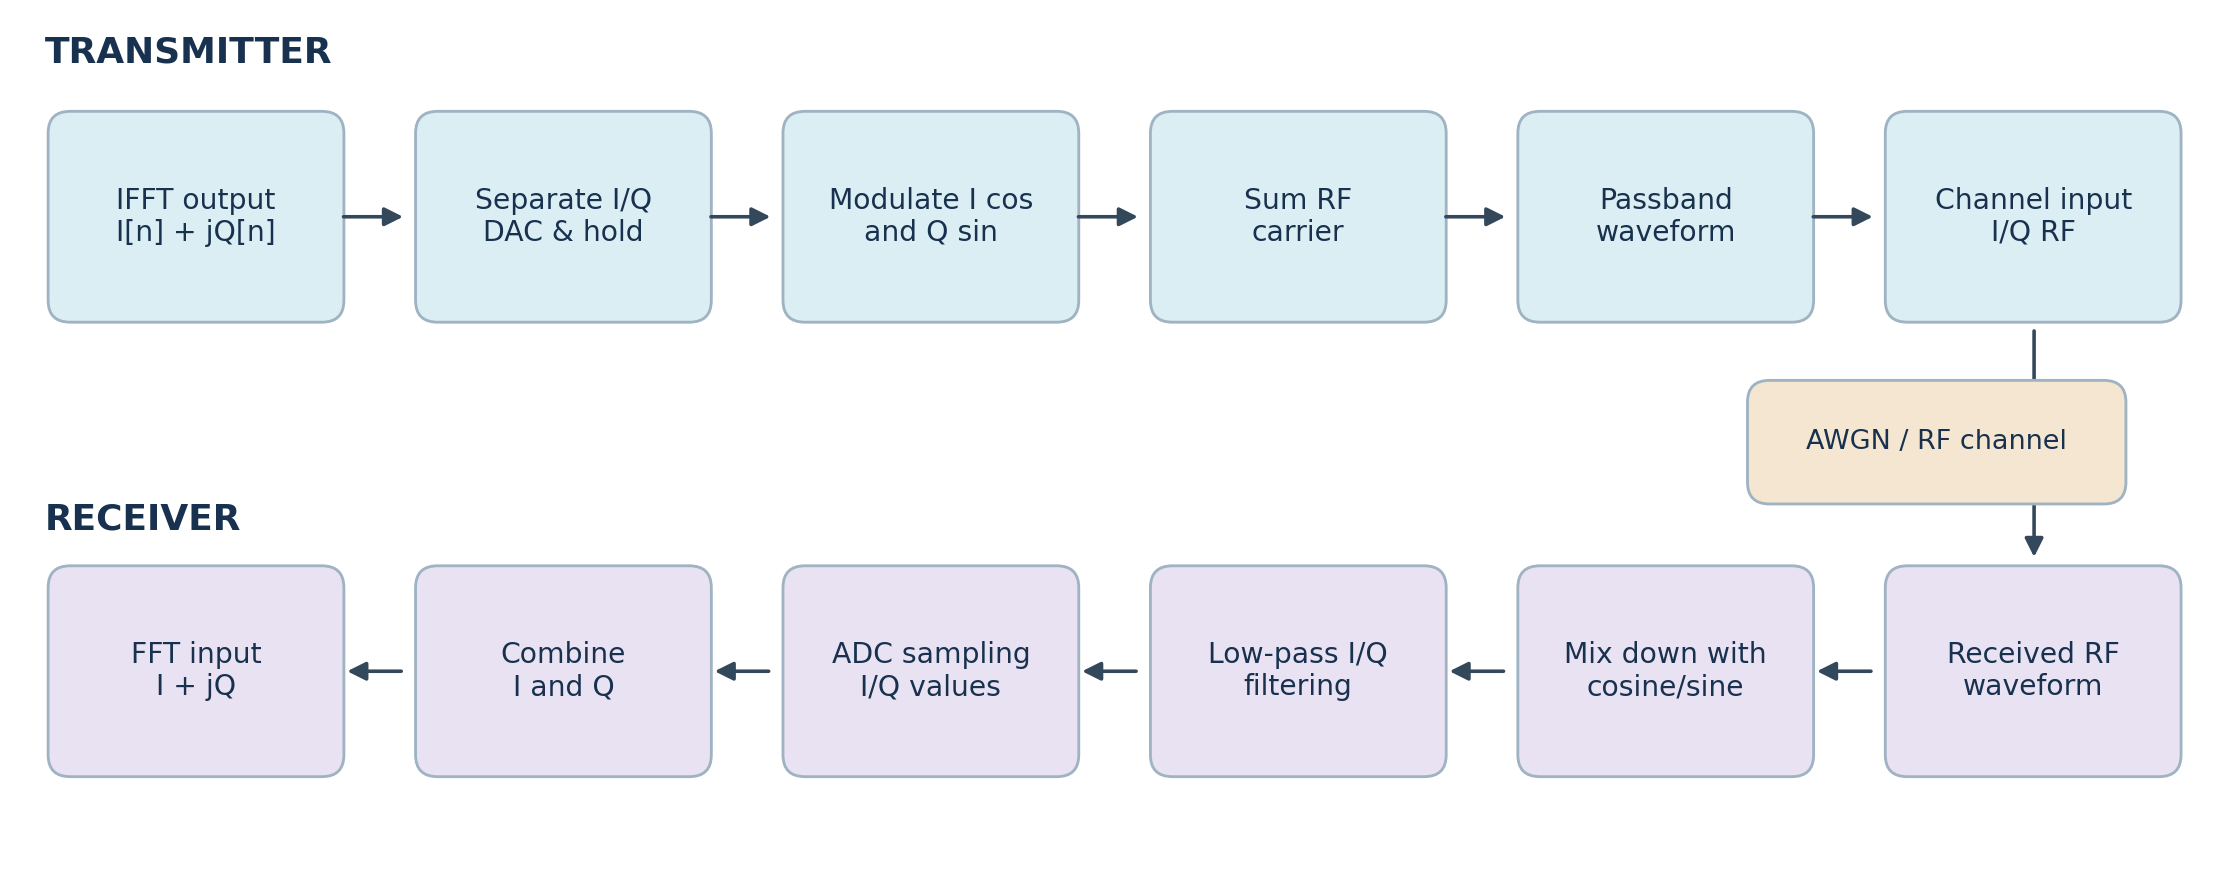 TRANSMITTER
IFFT output
I[n] + jQ[n]
Separate I/Q
DAC & hold
Modulate I cos
and Q sin
Sum RF
carrier
Passband
waveform
Channel input
I/Q RF
AWGN / RF channel
RECEIVER
FFT input
I + jQ
Combine
I and Q
ADC sampling
I/Q values
Low-pass I/Q
filtering
Mix down with
cosine/sine
Received RF
waveform